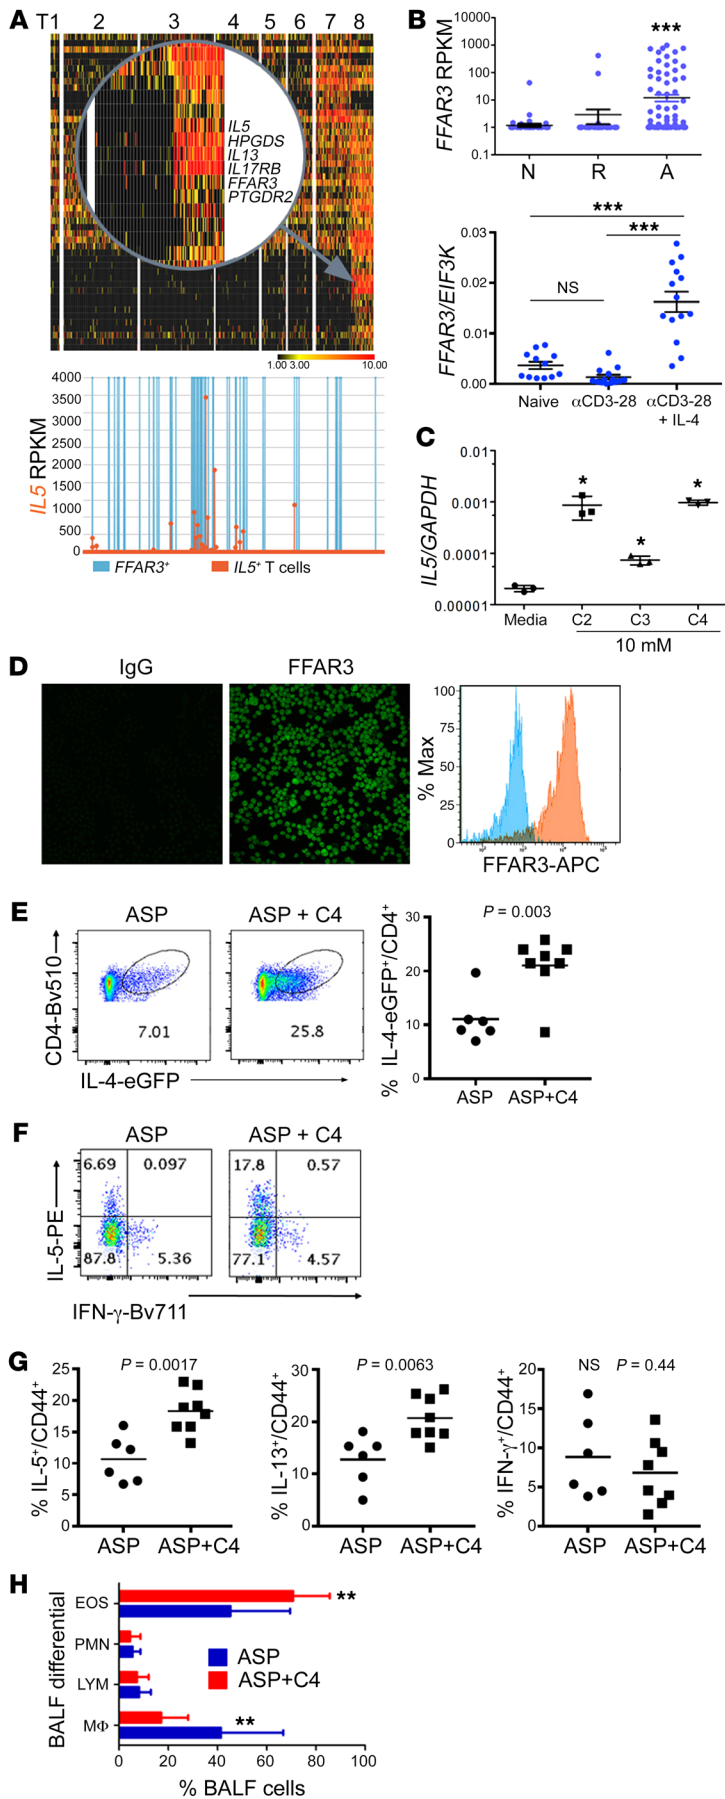 A
T1 2 3 4 5 6 7 8
IL5
HPGDS
IL13
IL17RB
FFAR3
PTGDR2
1.00 3.00 10.00
IL5 RPKM
4000
3500
3000
2500
2000
1500
1000
500
0
FFAR3+ IL5+ T cells
B
FFAR3 RPKM
10000
1000
100
10
1
0.1
***
N R A
FFAR3/EIF3K
0.03
0.02
0.01
0.00
***
***
NS
Naive αCD3-28 αCD3-28
+ IL-4
C
IL5/GAPDH
0.01
0.001
0.0001
0.00001
* * *
Media C2 C3 C4
10 mM
D
IgG FFAR3
% Max
100
75
50
25
0
FFAR3-APC
E
ASP ASP + C4
CD4-Bv510
7.01 25.8
IL-4-eGFP
P = 0.003
% IL-4-eGFP+/CD4+
30
20
10
0
ASP ASP+C4
F
ASP ASP + C4
IL-5-PE
6.69 0.097 17.8 0.57
87.8 5.36 77.1 4.57
IFN-γ-Bv711
G
P = 0.0017
% IL-5+/CD44+
25
20
15
10
5
0
ASP ASP+C4
P = 0.0063
% IL-13+/CD44+
30
20
10
0
ASP ASP+C4
NS P = 0.44
% IFN-γ+/CD44+
20
15
10
5
0
ASP ASP+C4
H
BALF differential
EOS
PMN
LYM
MΦ
**
**
ASP
ASP+C4
0 20 40 60 80 100
% BALF cells